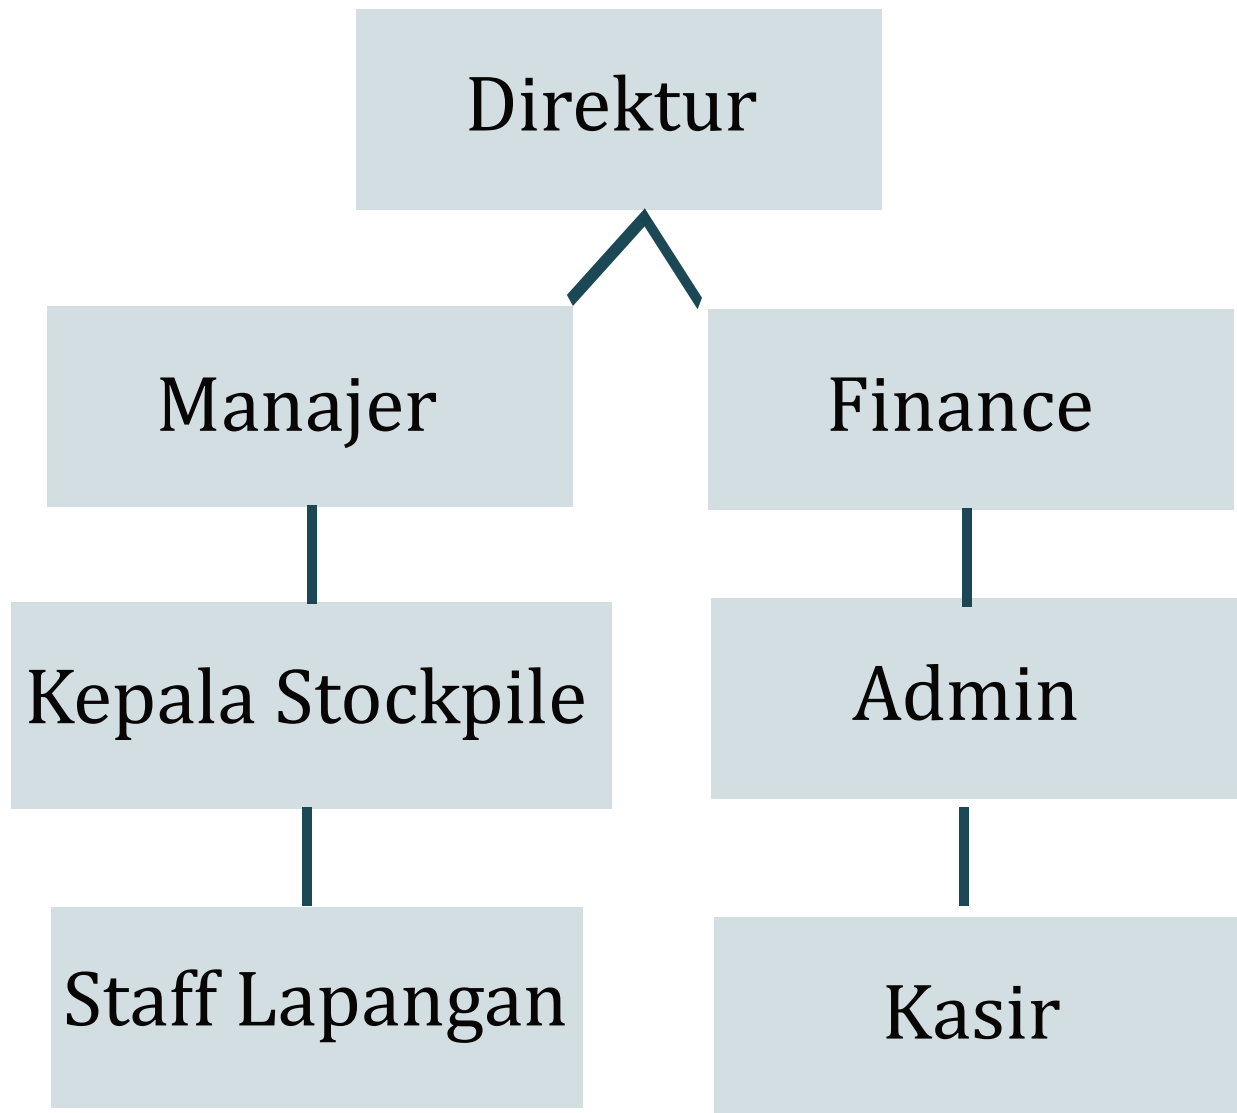 Direktur
Manajer
Finance
Kepala Stockpile
Admin
Staff Lapangan
Kasir